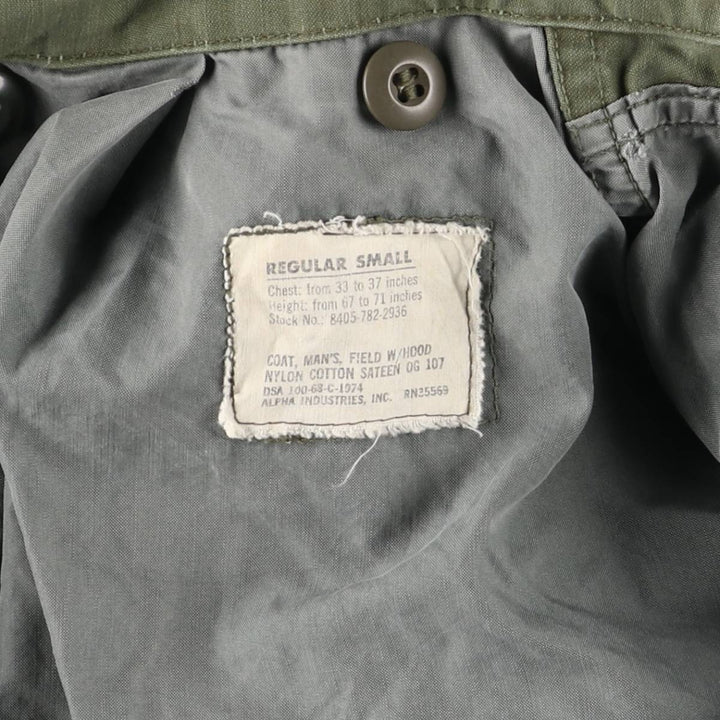 REGULAR SMALL
Chest: from 33 to 37 inches
Height: from 67 to 71 inches
Stock No.: 8405-782-2936
COAT, MAN'S, FIELD W/HOOD
NYLON COTTON SATEEN OG 107
DSA 100-68-C-1974
ALPHA INDUSTRIES, INC. RN35569